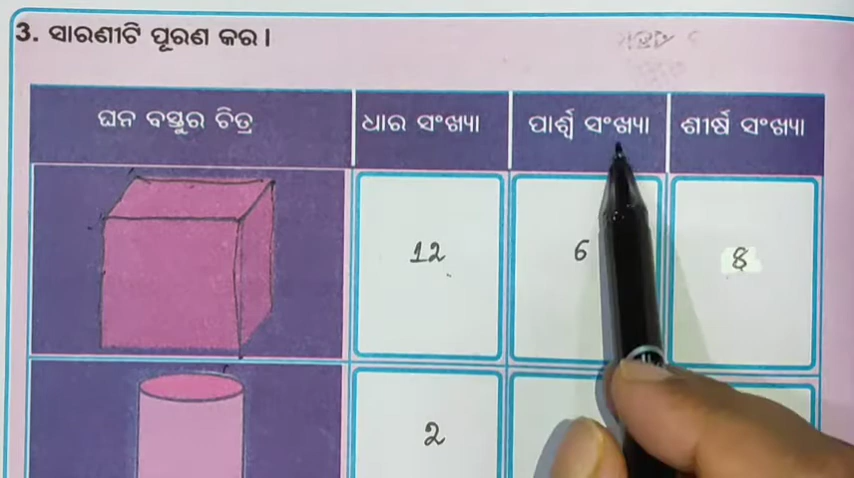 3. ସାରଣୀଟି ପୂରଣ କର ।
ଘନ ବସ୍ତୁର ଚିତ୍ର ଧାର ସଂଖ୍ୟା ପାର୍ଶ୍ଵ ସଂଖ୍ୟା ଶୀର୍ଷ ସଂଖ୍ୟା
12 6 8
2